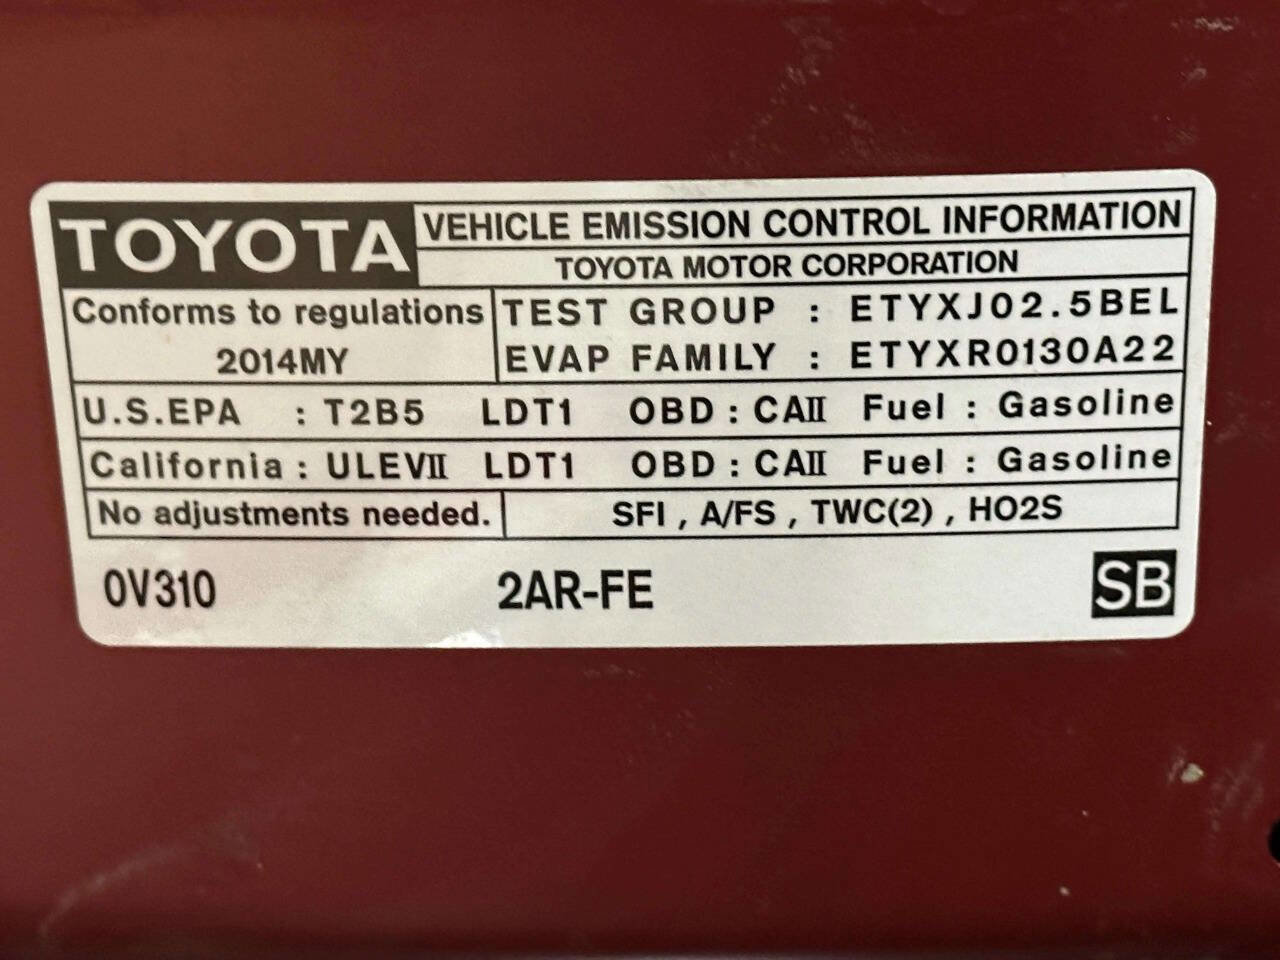 TOYOTA VEHICLE EMISSION CONTROL INFORMATION
TOYOTA MOTOR CORPORATION
Conforms to regulations
2014MY
TEST GROUP : ETYXJ02.5BEL
EVAP FAMILY : ETYXR0130A22
U.S.EPA : T2B5 LDT1 OBD : CAII Fuel : Gasoline
California : ULEVII LDT1 OBD : CAII Fuel : Gasoline
No adjustments needed. SFI , A/FS , TWC(2) , HO2S
0V310 2AR-FE SB